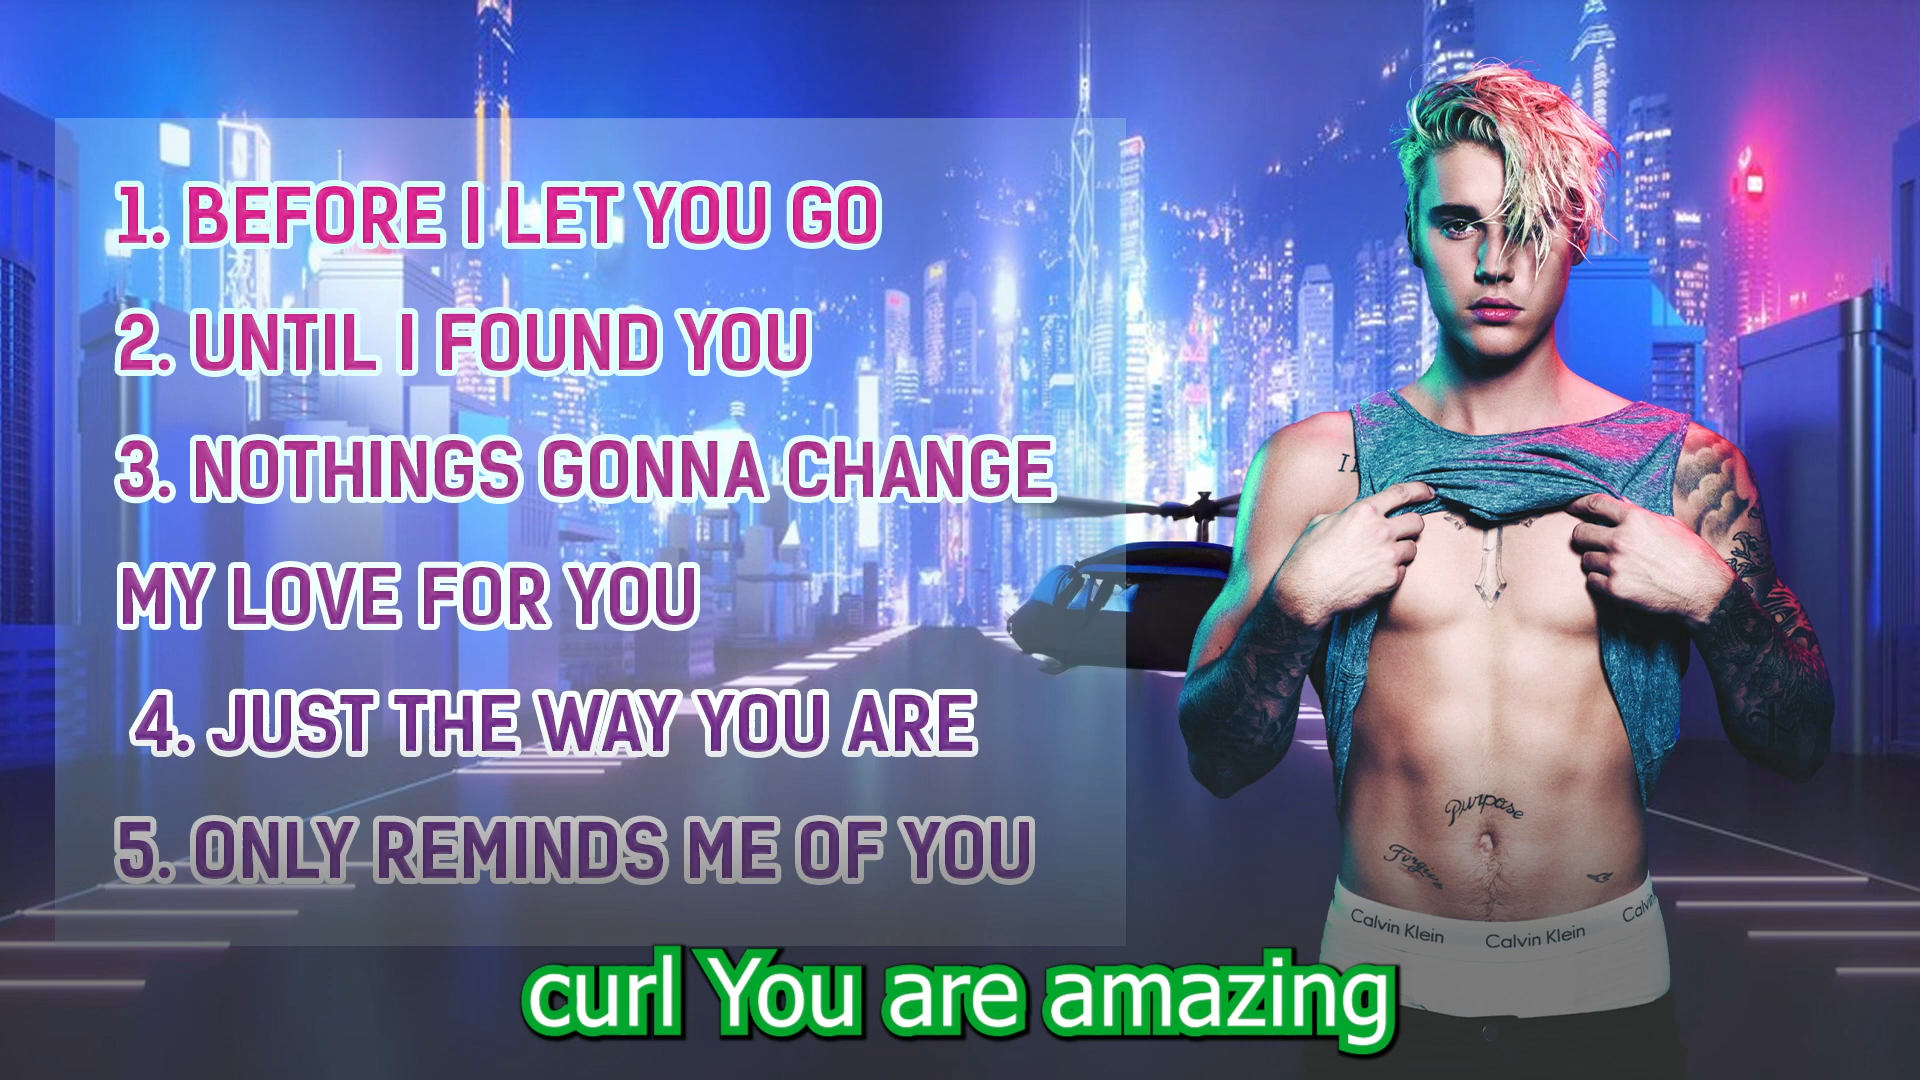 1. BEFORE I LET YOU GO
2. UNTIL I FOUND YOU
3. NOTHINGS GONNA CHANGE
MY LOVE FOR YOU
4. JUST THE WAY YOU ARE
5. ONLY REMINDS ME OF YOU
Purpose
Calvin Klein Calvin Klein
curl You are amazing